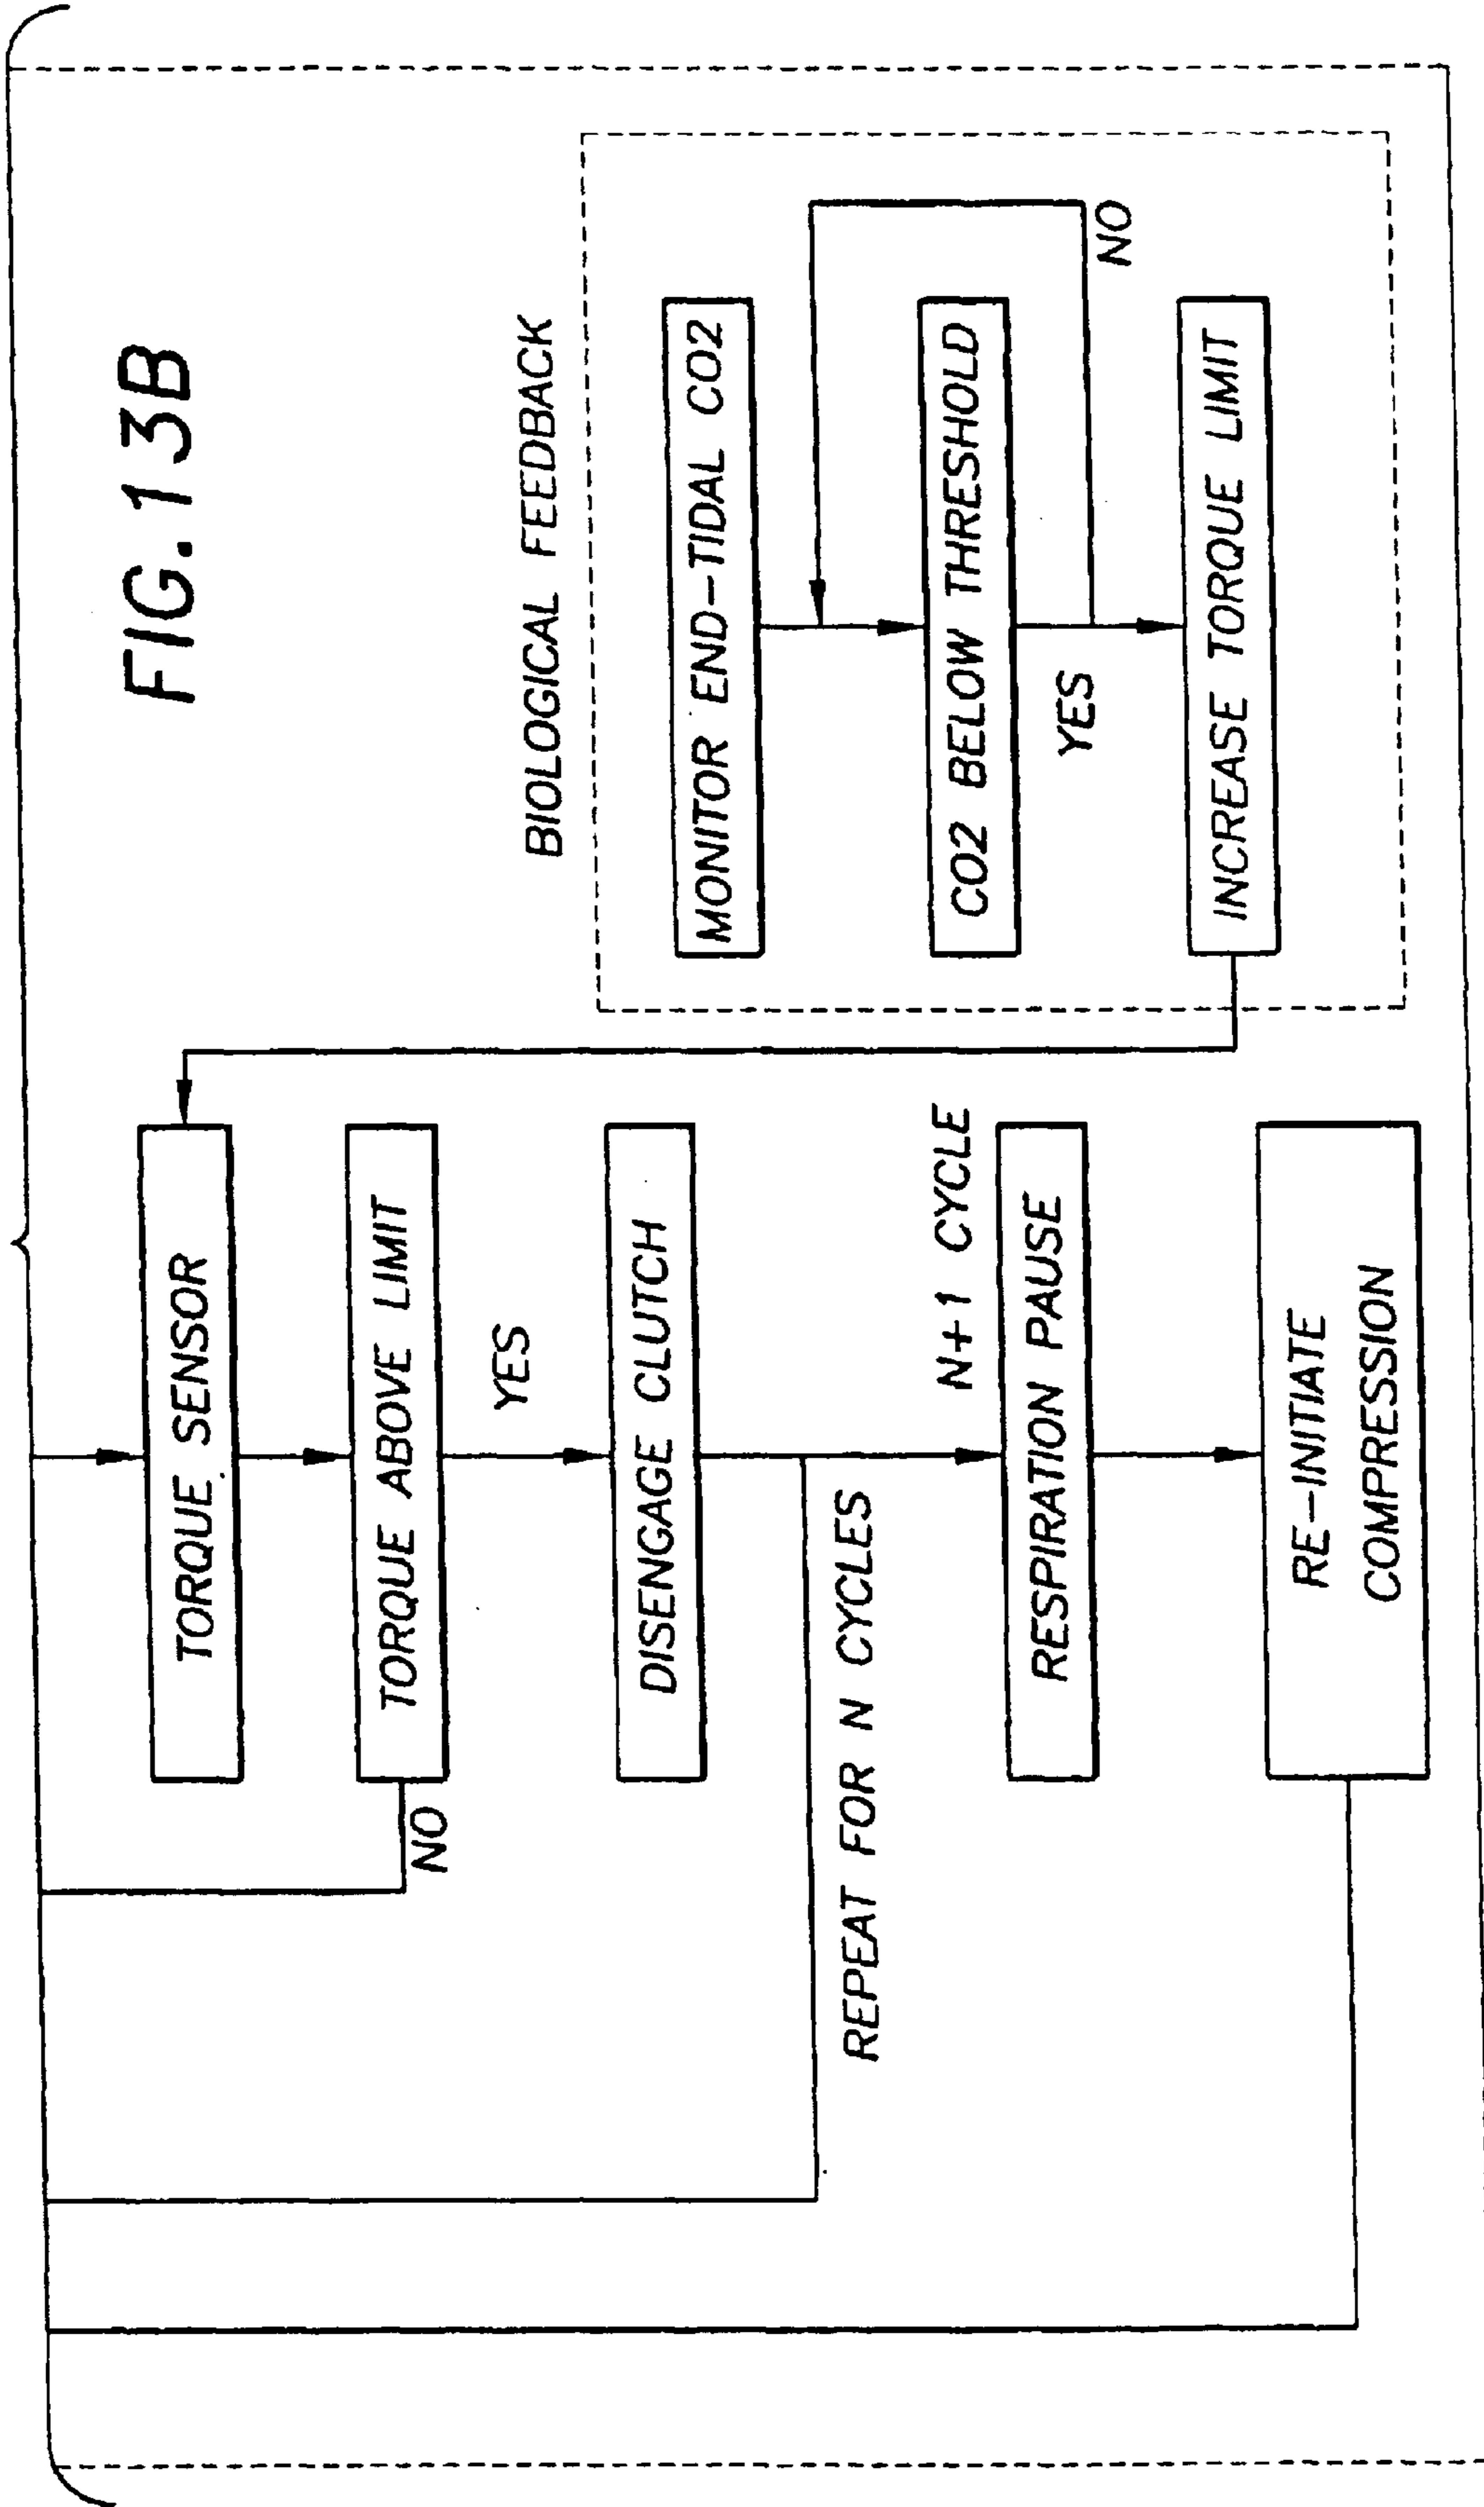 FIG. 13B
TORQUE SENSOR
TORQUE ABOVE LIMIT
NO
YES
DISENGAGE CLUTCH
REPEAT FOR N CYCLES
N+1 CYCLE
RESPIRATION PAUSE
RE-INITIATE
COMPRESSION
BIOLOGICAL FEEDBACK
MONITOR END-TIDAL CO2
CO2 BELOW THRESHOLD
YES
NO
INCREASE TORQUE LIMIT